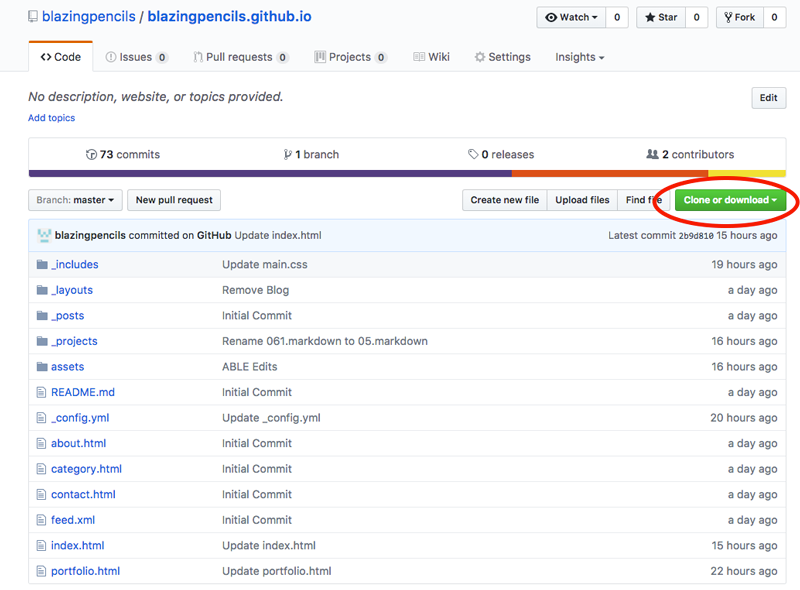 blazingpencils / blazingpencils.github.io Watch 0 Star 0 Fork 0
Code Issues 0 Pull requests 0 Projects 0 Wiki Settings Insights
No description, website, or topics provided. Edit
Add topics
73 commits 1 branch 0 releases 2 contributors
Branch: master New pull request Create new file Upload files Find file Clone or download
blazingpencils committed on GitHub Update index.html Latest commit 2b9d810 15 hours ago
_includes Update main.css 19 hours ago
_layouts Remove Blog a day ago
_posts Initial Commit a day ago
_projects Rename 061.markdown to 05.markdown 16 hours ago
assets ABLE Edits 16 hours ago
README.md Initial Commit a day ago
_config.yml Update _config.yml 20 hours ago
about.html Initial Commit a day ago
category.html Initial Commit a day ago
contact.html Initial Commit a day ago
feed.xml Initial Commit a day ago
index.html Update index.html 15 hours ago
portfolio.html Update portfolio.html 22 hours ago